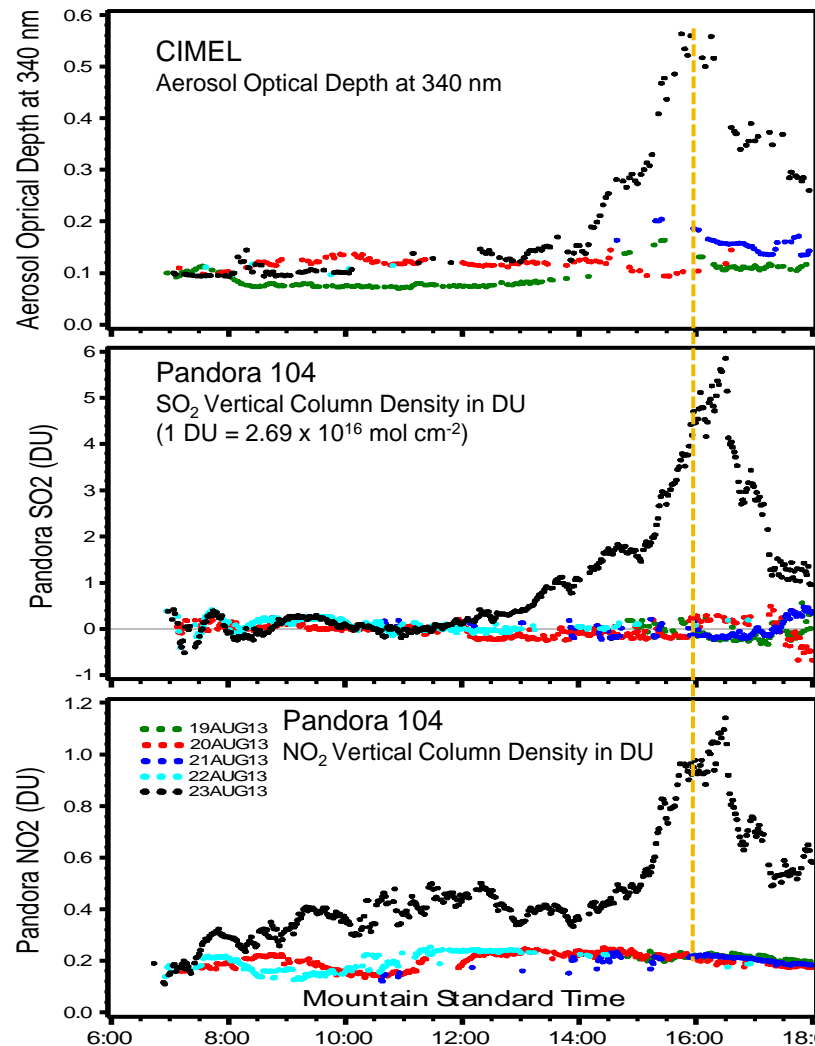 0.6
0.5
0.4
0.3
0.2
0.1
0.0
Aerosol Oprical Depth at 340 nm
CIMEL
Aerosol Optical Depth at 340 nm
6
5
4
3
2
1
0
-1
Pandora SO2 (DU)
Pandora 104
SO₂ Vertical Column Density in DU
(1 DU = 2.69 x 10¹⁶ mol cm⁻²)
1.2
1.0
0.8
0.6
0.4
0.2
0.0
Pandora NO2 (DU)
Pandora 104
NO₂ Vertical Column Density in DU
19AUG13
20AUG13
21AUG13
22AUG13
23AUG13
Mountain Standard Time
6:00 8:00 10:00 12:00 14:00 16:00 18:0